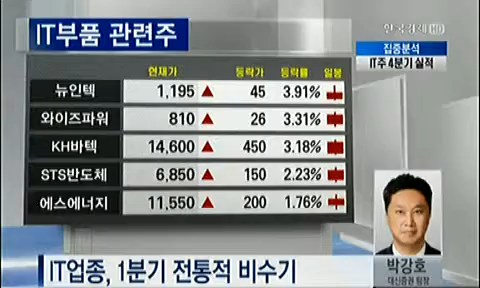 IT부품 관련주
한국경제 HD
집중분석
IT주 4분기 실적
현재가 등락가 등락률 일봉
뉴인텍 1,195 ▲ 45 3.91%
와이즈파워 810 ▲ 26 3.31%
KH바텍 14,600 ▲ 450 3.18%
STS반도체 6,850 ▲ 150 2.23%
에스에너지 11,550 ▲ 200 1.76%
박강호
대신증권 팀장
IT업종, 1분기 전통적 비수기